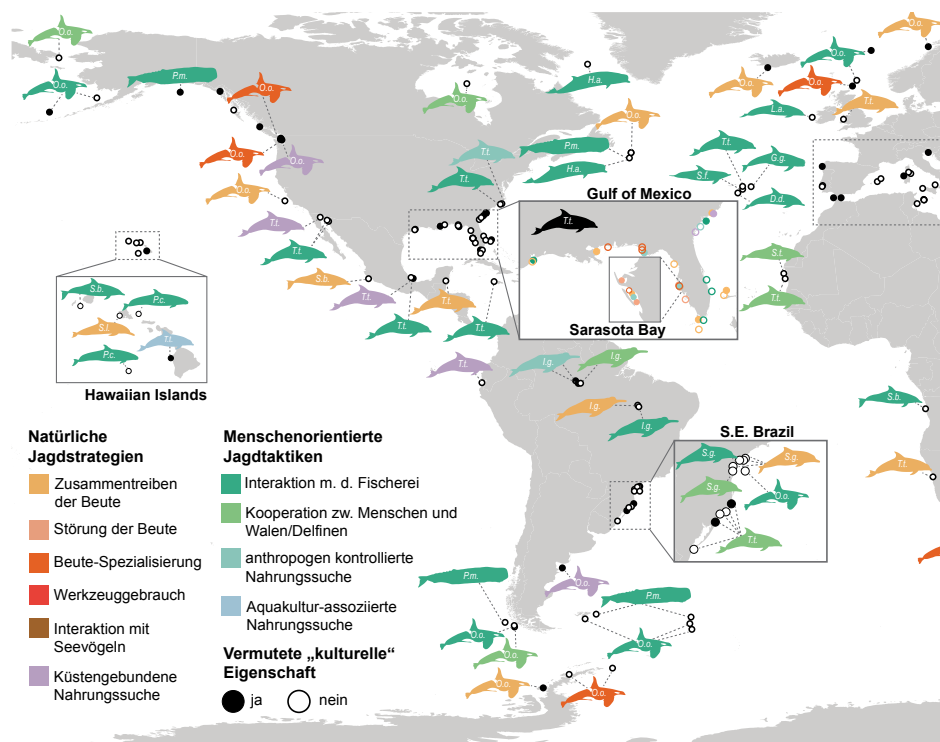 O.o.
O.o.
P.m.
O.o.
O.o.
H.a.
O.o.
O.o.
O.o.
O.o.
T.t.
L.a.
O.o.
O.o.
O.o.
T.t.
T.t.
P.m.
H.a.
T.t.
G.g.
S.f.
D.d.
T.t.
T.t.
Gulf of Mexico
T.t.
Sarasota Bay
S.t.
T.t.
S.b.
T.t.
T.t.
T.t.
T.t.
S.b.
P.c.
S.l.
T.t.
P.c.
Hawaiian Islands
T.t.
I.g.
I.g.
I.g.
I.g.
S.b.
T.t.
S.E. Brazil
S.g.
S.g.
S.g.
O.o.
T.t.
Natürliche
Jagdstrategien
Zusammentreiben
der Beute
Störung der Beute
Beute-Spezialisierung
Werkzeuggebrauch
Interaktion mit
Seevögeln
Küstengebundene
Nahrungssuche
Menschenorientierte
Jagdtaktiken
Interaktion m. d. Fischerei
Kooperation zw. Menschen und
Walen/Delfinen
anthropogen kontrollierte
Nahrungssuche
Aquakultur-assoziierte
Nahrungssuche
Vermutete „kulturelle“
Eigenschaft
ja
nein
P.m.
O.o.
P.m.
O.o.
O.o.
O.o.
O.o.
O.o.